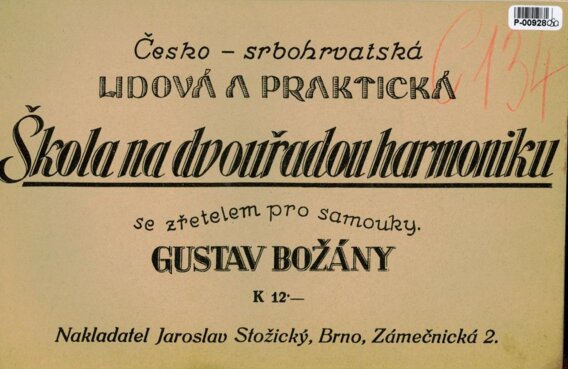 P-00928
C 134
Česko - srbohrvatská
LIDOVÁ A PRAKTICKÁ
Škola na dvouřadou harmoniku
se zřetelem pro samouky.
GUSTAV BOŽÁNY
K 12·—
Nakladatel Jaroslav Stožický, Brno, Zámečnická 2.